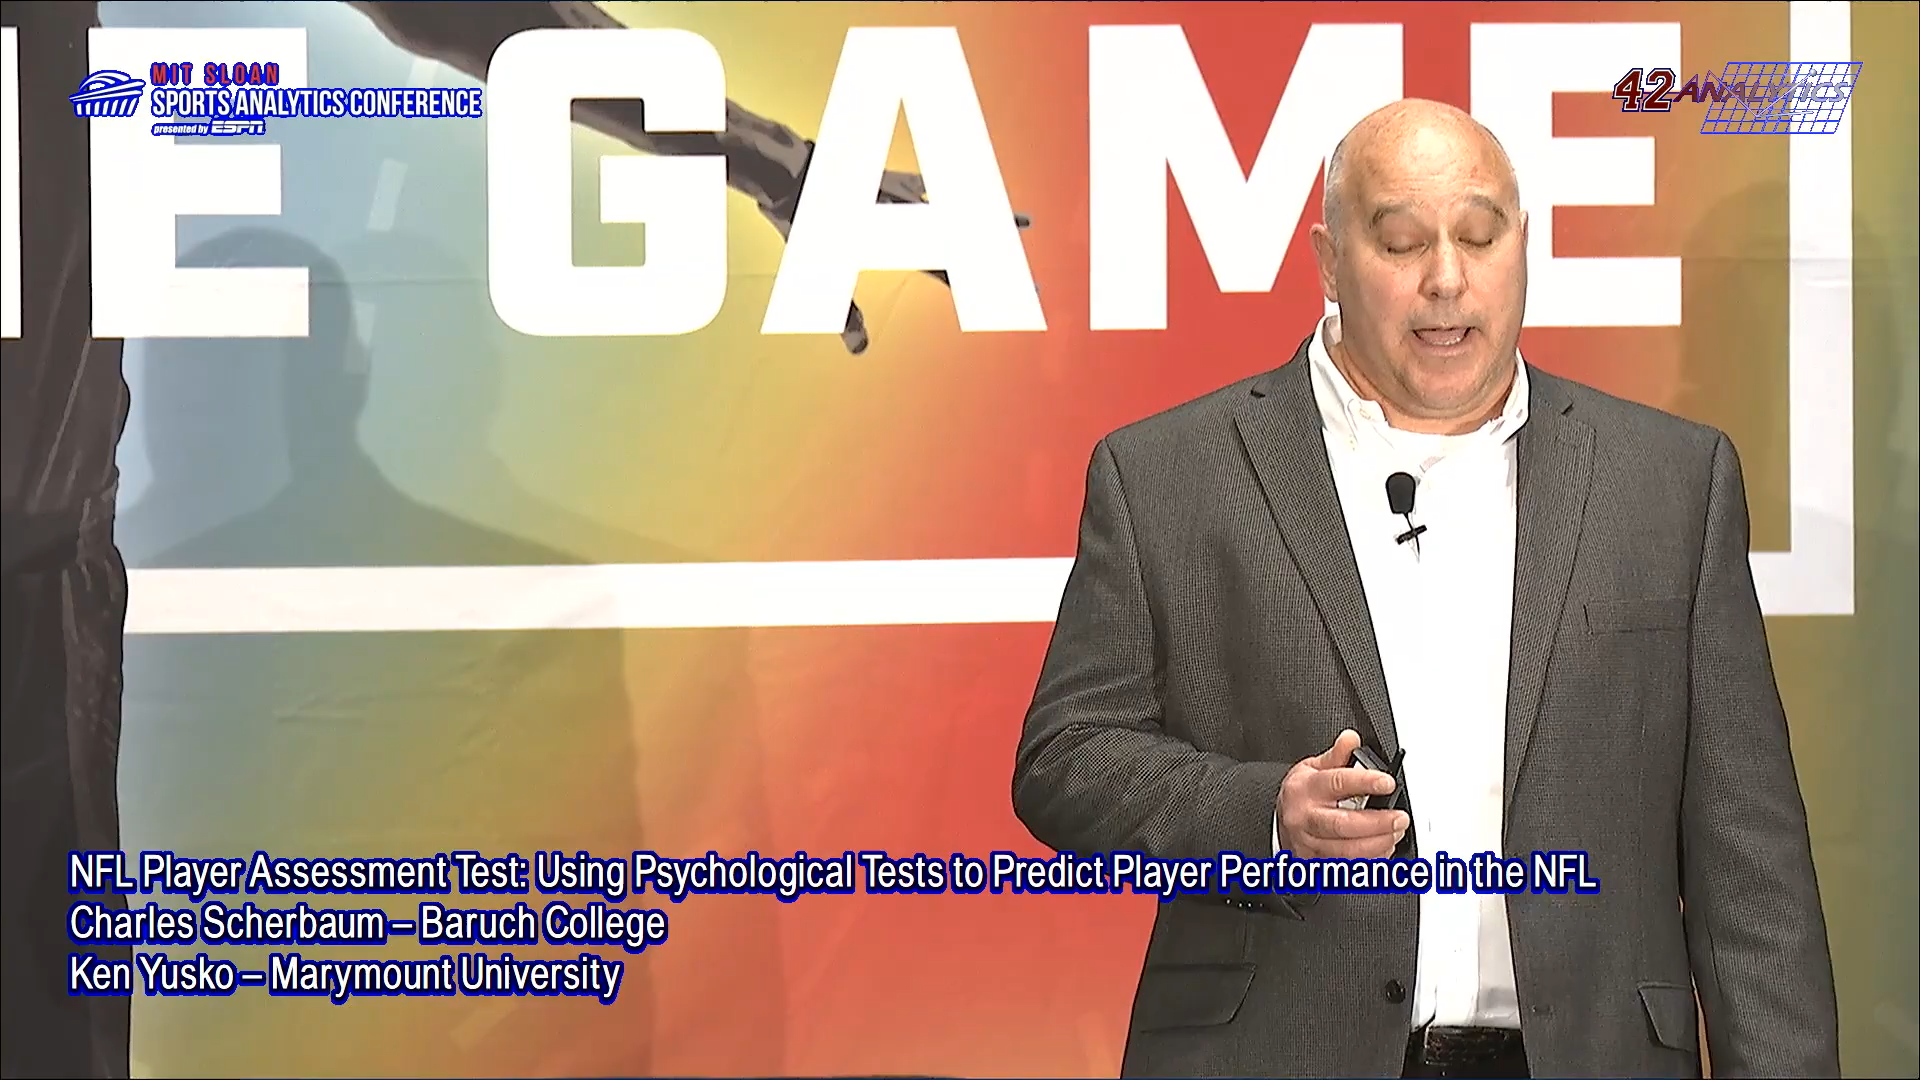 MIT SLOAN
SPORTS ANALYTICS CONFERENCE
presented by ESPN
42 ANALYTICS
E GAME
NFL Player Assessment Test: Using Psychological Tests to Predict Player Performance in the NFL
Charles Scherbaum – Baruch College
Ken Yusko – Marymount University